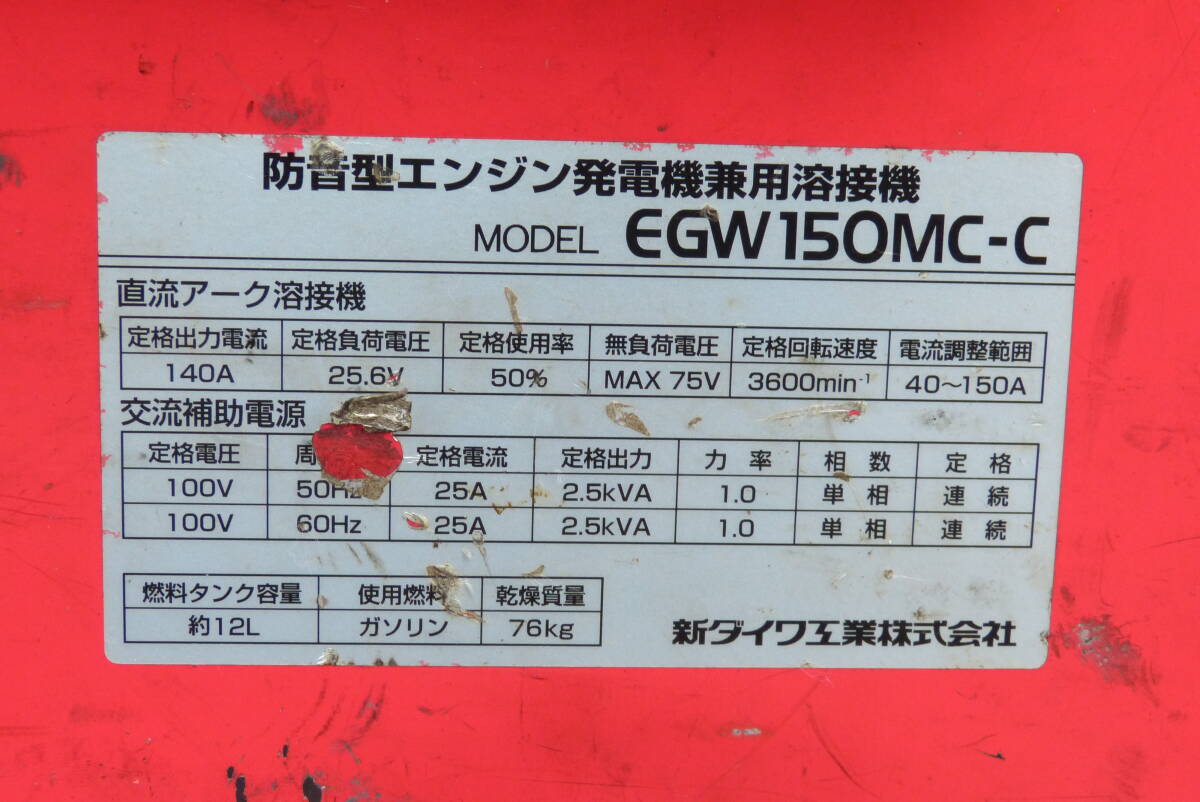 防音型エンジン発電機兼用溶接機
MODEL EGW150MC-C
直流アーク溶接機
定格出力電流 定格負荷電圧 定格使用率 無負荷電圧 定格回転速度 電流調整範囲
140A 25.6V 50% MAX 75V 3600min-1 40～150A
交流補助電源
定格電圧 周 定格電流 定格出力 力率 相数 定格
100V 50Hz 25A 2.5kVA 1.0 単相 連続
100V 60Hz 25A 2.5kVA 1.0 単相 連続
燃料タンク容量 使用燃料 乾燥質量
約12L ガソリン 76kg
新ダイワ工業株式会社